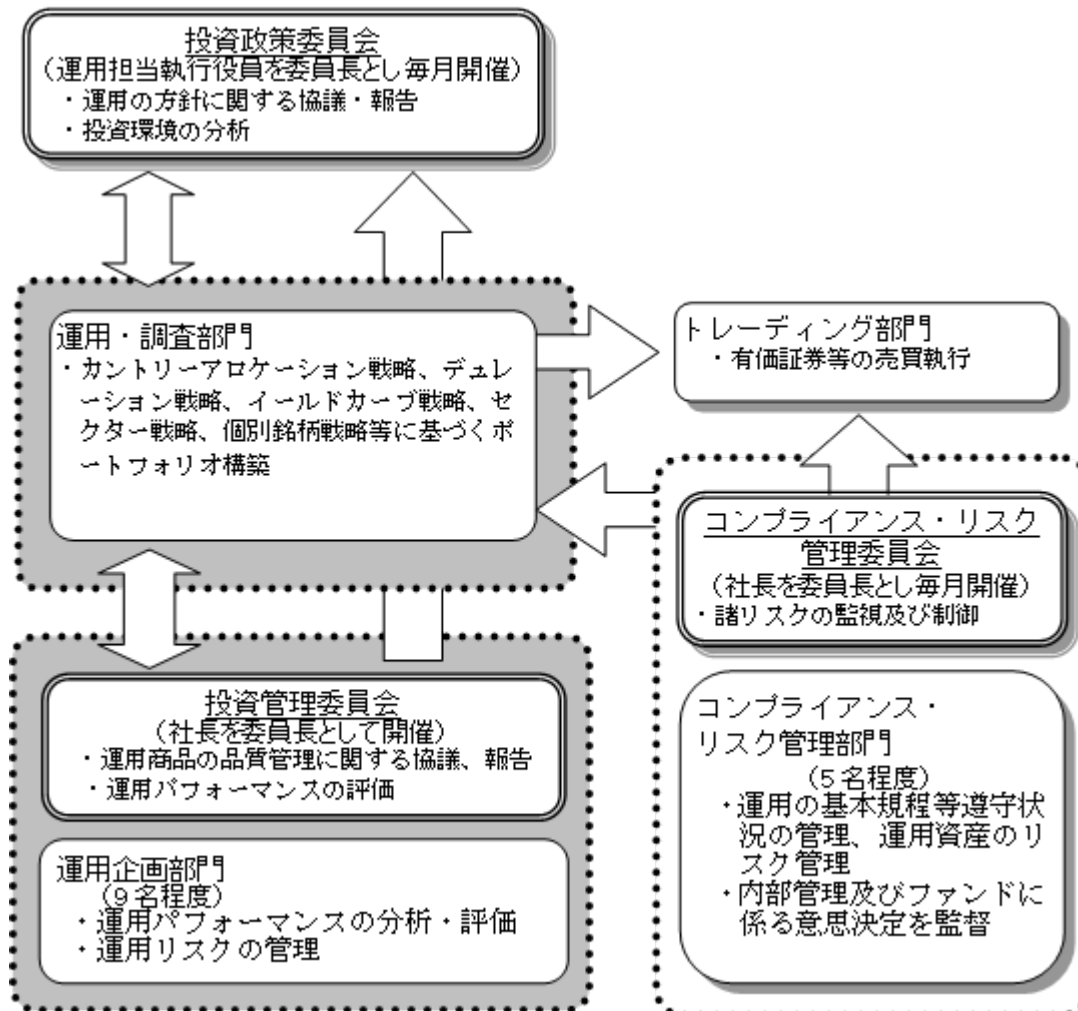 投資政策委員会
(運用担当執行役員を委員長とし毎月開催)
・運用の方針に関する協議・報告
・投資環境の分析
運用・調査部門
・カントリーアロケーション戦略、デュレ
ーション戦略、イールドカーブ戦略、セ
クター戦略、個別銘柄戦略等に基づくポ
ートフォリオ構築
トレーディング部門
・有価証券等の売買執行
コンプライアンス・リスク
管理委員会
(社長を委員長とし毎月開催)
・諸リスクの監視及び制御
投資管理委員会
(社長を委員長として開催)
・運用商品の品質管理に関する協議、報告
・運用パフォーマンスの評価
運用企画部門
(9名程度)
・運用パフォーマンスの分析・評価
・運用リスクの管理
コンプライアンス・
リスク管理部門
(5名程度)
・運用の基本規程等遵守状
況の管理、運用資産のリ
スク管理
・内部管理及びファンドに
係る意思決定を監督